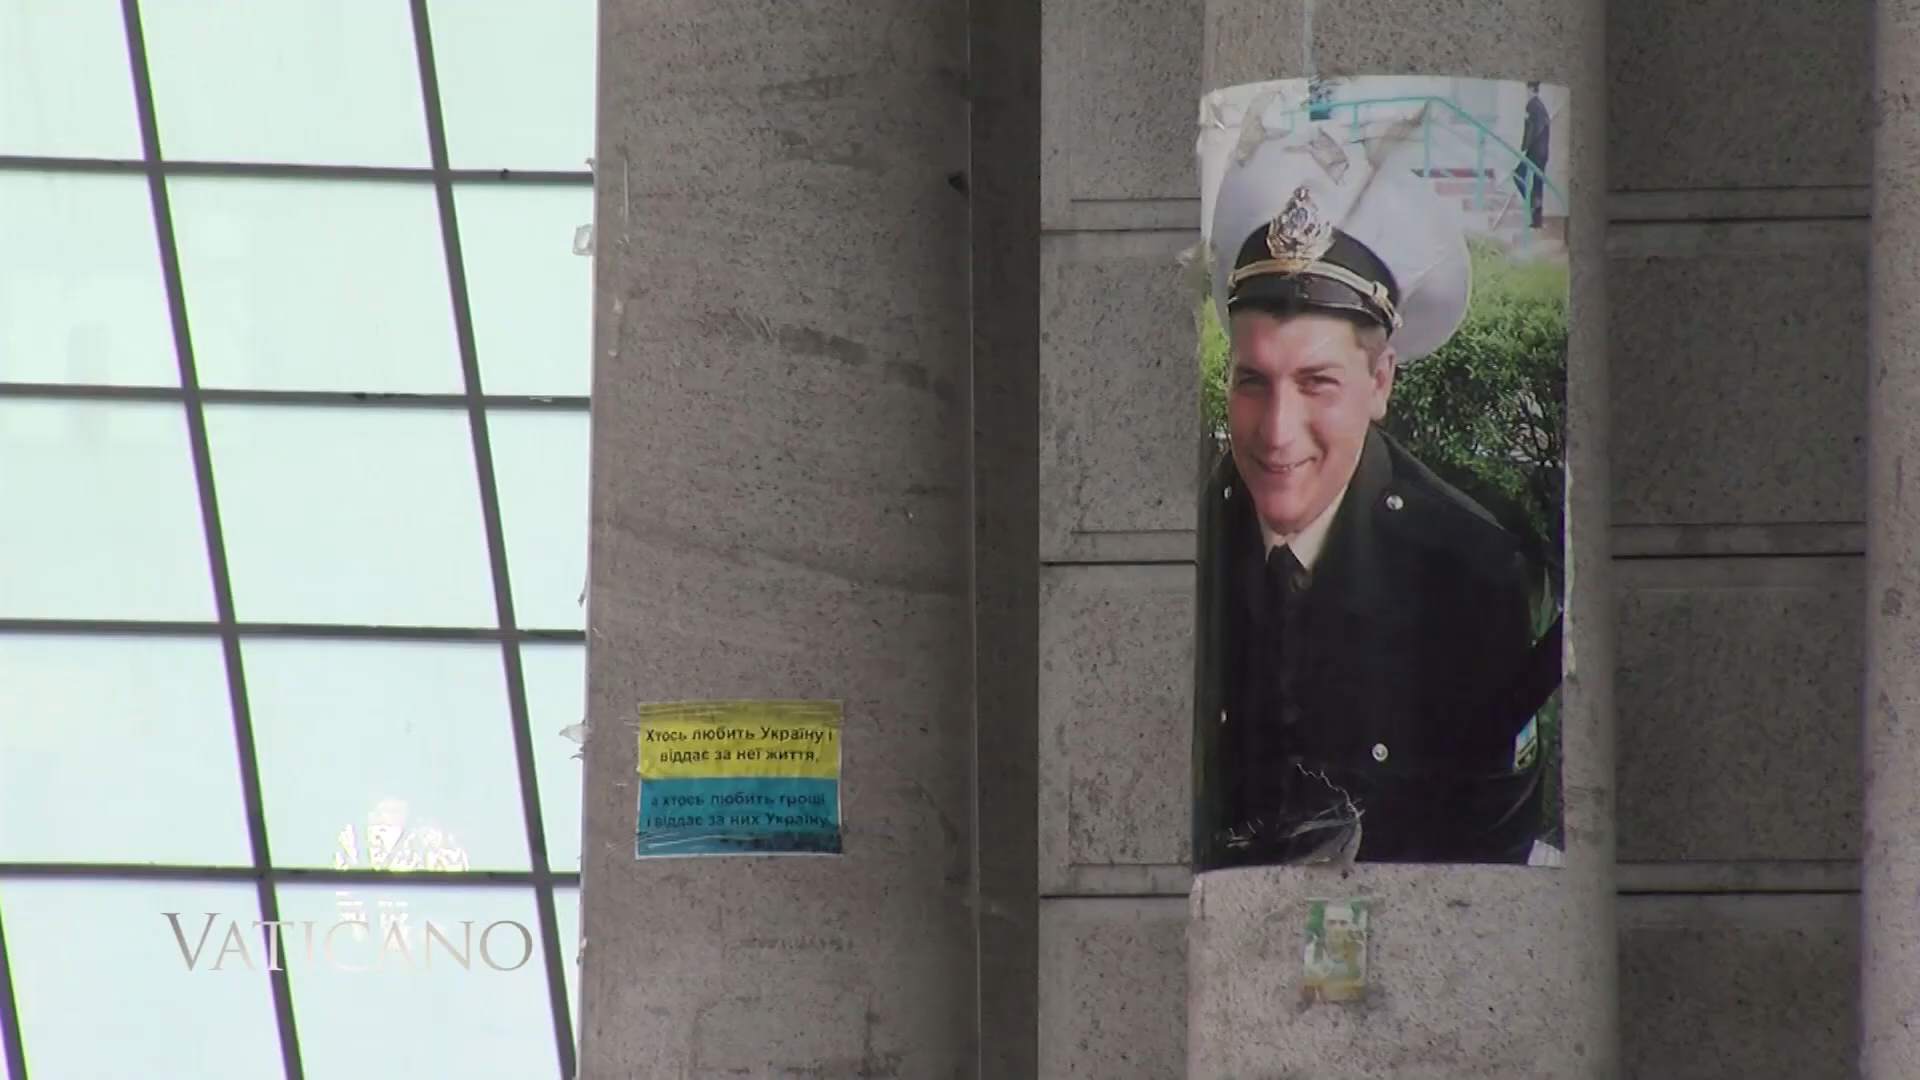 Хтось любить Україну і
віддає за неї життя,
а хтось любить гроші
і віддає за них Україну
VATICANO